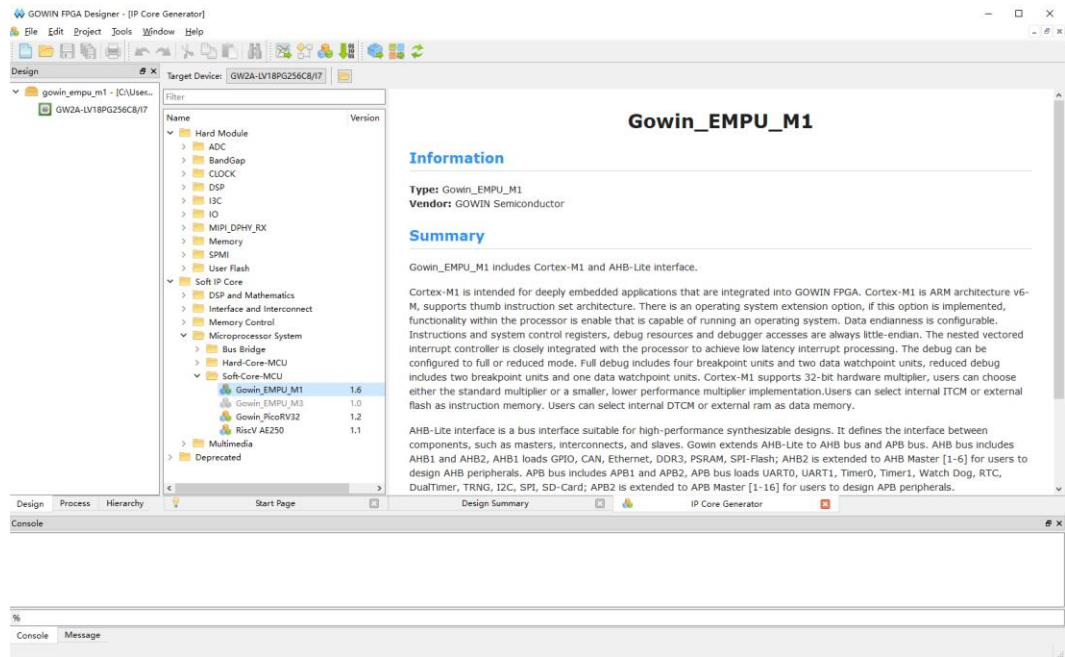 GOWIN FPGA Designer - [IP Core Generator]
File Edit Project Tools Window Help
Design
Target Device: GW2A-LV18PG256C8/I7
gowin_empu_m1 - [C:\User...
GW2A-LV18PG256C8/I7
Filter
Name Version
Hard Module
ADC
BandGap
CLOCK
DSP
I3C
IO
MIPI_DPHY_RX
Memory
SPMI
User Flash
Soft IP Core
DSP and Mathematics
Interface and Interconnect
Memory Control
Microprocessor System
Bus Bridge
Hard-Core-MCU
Soft-Core-MCU
Gowin_EMPU_M1 1.6
Gowin_EMPU_M3 1.0
Gowin_PicoRV32 1.2
RiscV AE250 1.1
Multimedia
Deprecated
Gowin_EMPU_M1
Information
Type: Gowin_EMPU_M1
Vendor: GOWIN Semiconductor
Summary
Gowin_EMPU_M1 includes Cortex-M1 and AHB-Lite interface.
Cortex-M1 is intended for deeply embedded applications that are integrated into GOWIN FPGA. Cortex-M1 is ARM architecture v6-
M, supports thumb instruction set architecture. There is an operating system extension option, if this option is implemented,
functionality within the processor is enable that is capable of running an operating system. Data endianness is configurable.
Instructions and system control registers, debug resources and debugger accesses are always little-endian. The nested vectored
interrupt controller is closely integrated with the processor to achieve low latency interrupt processing. The debug can be
configured to full or reduced mode. Full debug includes four breakpoint units and two data watchpoint units, reduced debug
includes two breakpoint units and one data watchpoint units. Cortex-M1 supports 32-bit hardware multiplier, users can choose
either the standard multiplier or a smaller, lower performance multiplier implementation.Users can select internal ITCM or external
flash as instruction memory. Users can select internal DTCM or external ram as data memory.
AHB-Lite interface is a bus interface suitable for high-performance synthesizable designs. It defines the interface between
components, such as masters, interconnects, and slaves. Gowin extends AHB-Lite to AHB bus and APB bus. AHB bus includes
AHB1 and AHB2, AHB1 loads GPIO, CAN, Ethernet, DDR3, PSRAM, SPI-Flash; AHB2 is extended to AHB Master [1-6] for users to
design AHB peripherals. APB bus includes APB1 and APB2, APB bus loads UART0, UART1, Timer0, Timer1, Watch Dog, RTC,
DualTimer, TRNG, I2C, SPI, SD-Card; APB2 is extended to APB Master [1-16] for users to design APB peripherals.
Design Process Hierarchy Start Page Design Summary IP Core Generator
Console
%
Console Message